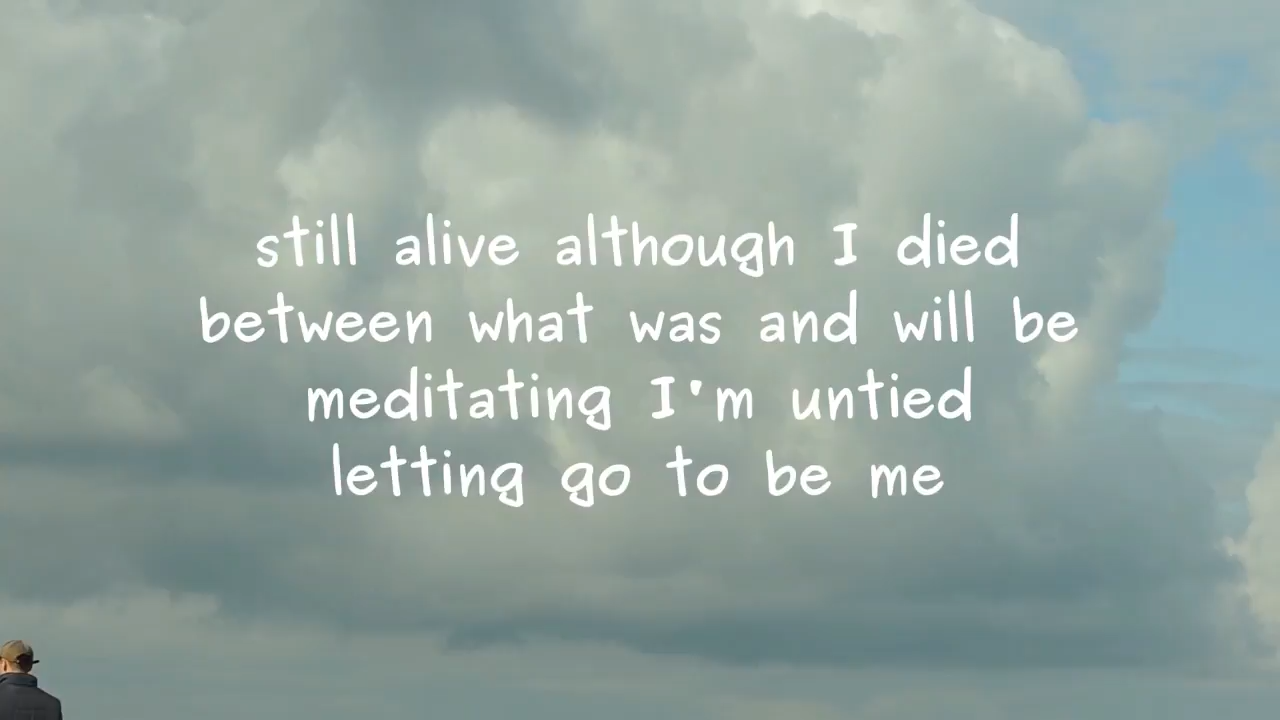 still alive although I died
between what was and will be
meditating I'm untied
letting go to be me